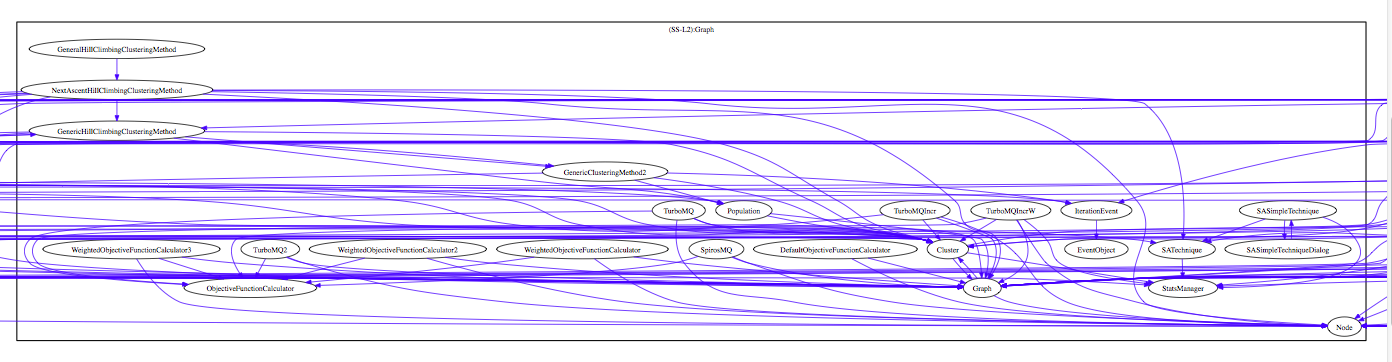 (SS-L2):Graph
GeneralHillClimbingClusteringMethod
NextAscentHillClimbingClusteringMethod
GenericHillClimbingClusteringMethod
GenericClusteringMethod2
TurboMQ
Population
TurboMQIncr
TurboMQIncrW
IterationEvent
SASimpleTechnique
WeightedObjectiveFunctionCalculator3
TurboMQ2
WeightedObjectiveFunctionCalculator2
WeightedObjectiveFunctionCalculator
SpirosMQ
DefaultObjectiveFunctionCalculator
Cluster
EventObject
SATechnique
SASimpleTechniqueDialog
ObjectiveFunctionCalculator
Graph
StatsManager
Node